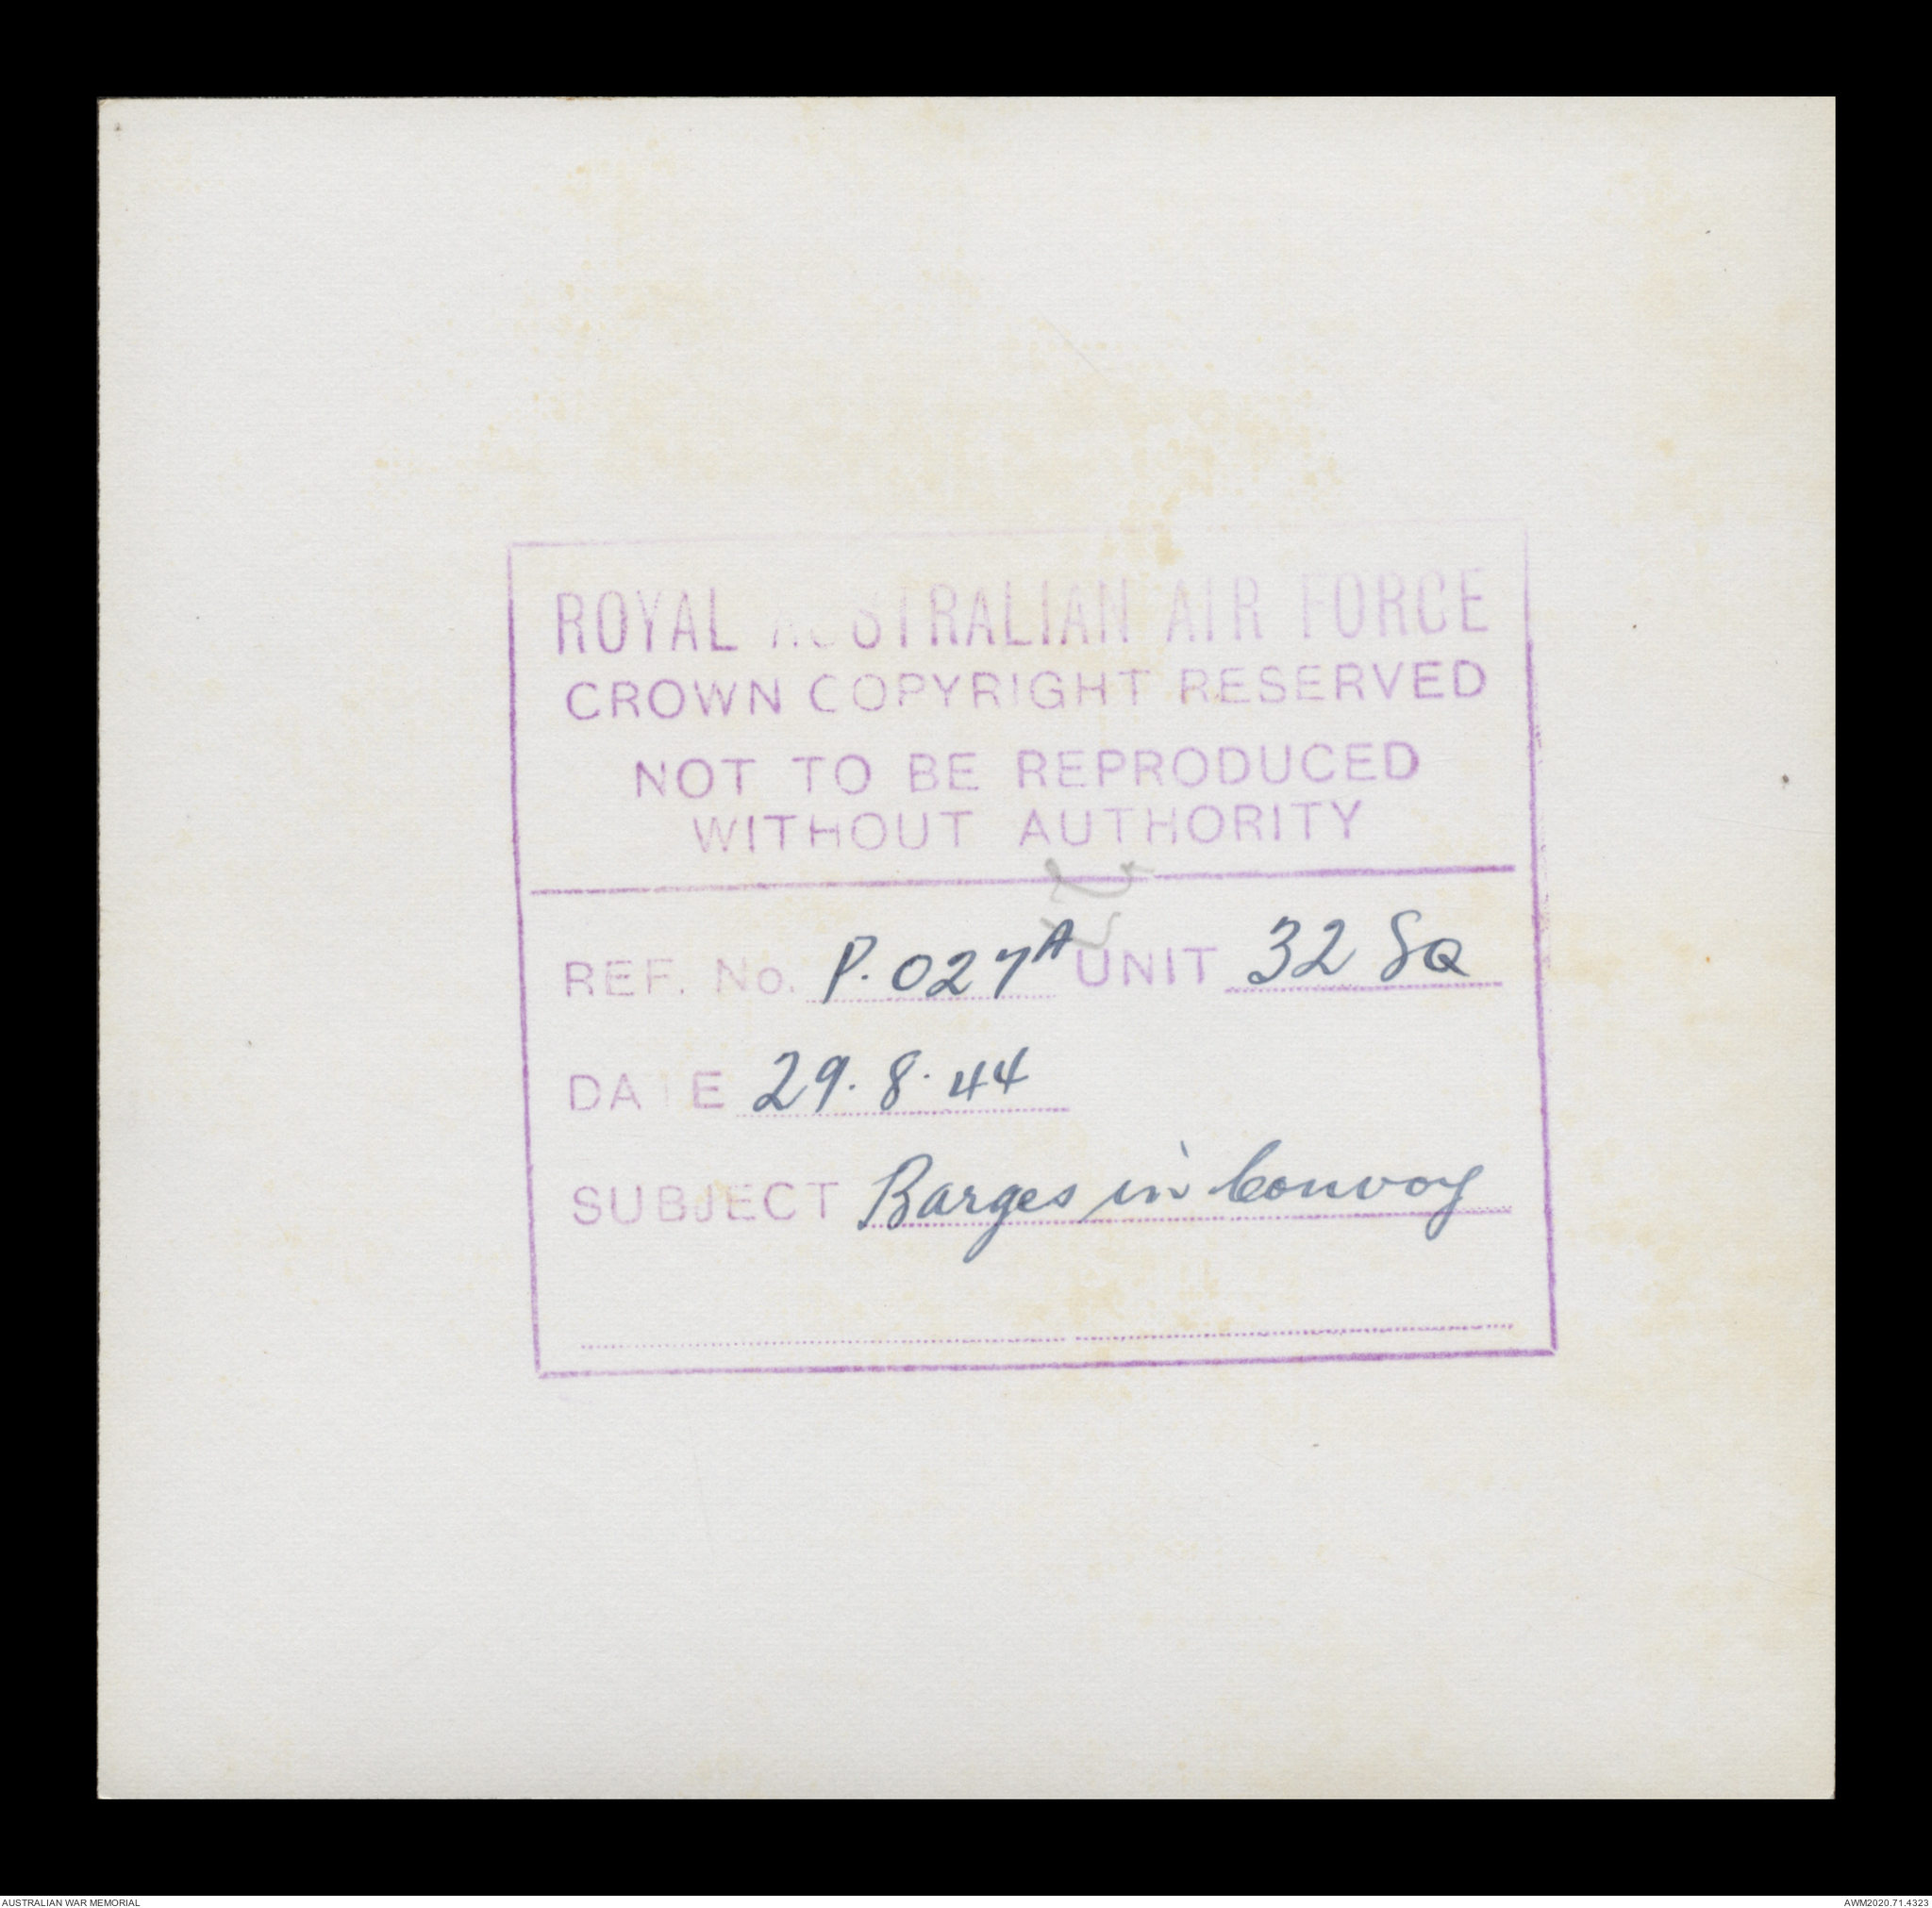 ROYAL AUSTRALIAN AIR FORCE
CROWN COPYRIGHT RESERVED
NOT TO BE REPRODUCED
WITHOUT AUTHORITY
REF. No. P.027A UNIT 32 SQ
DATE 29.8.44
SUBJECT Barges in Convoy
AUSTRALIAN WAR MEMORIAL AWM2020.71.4323